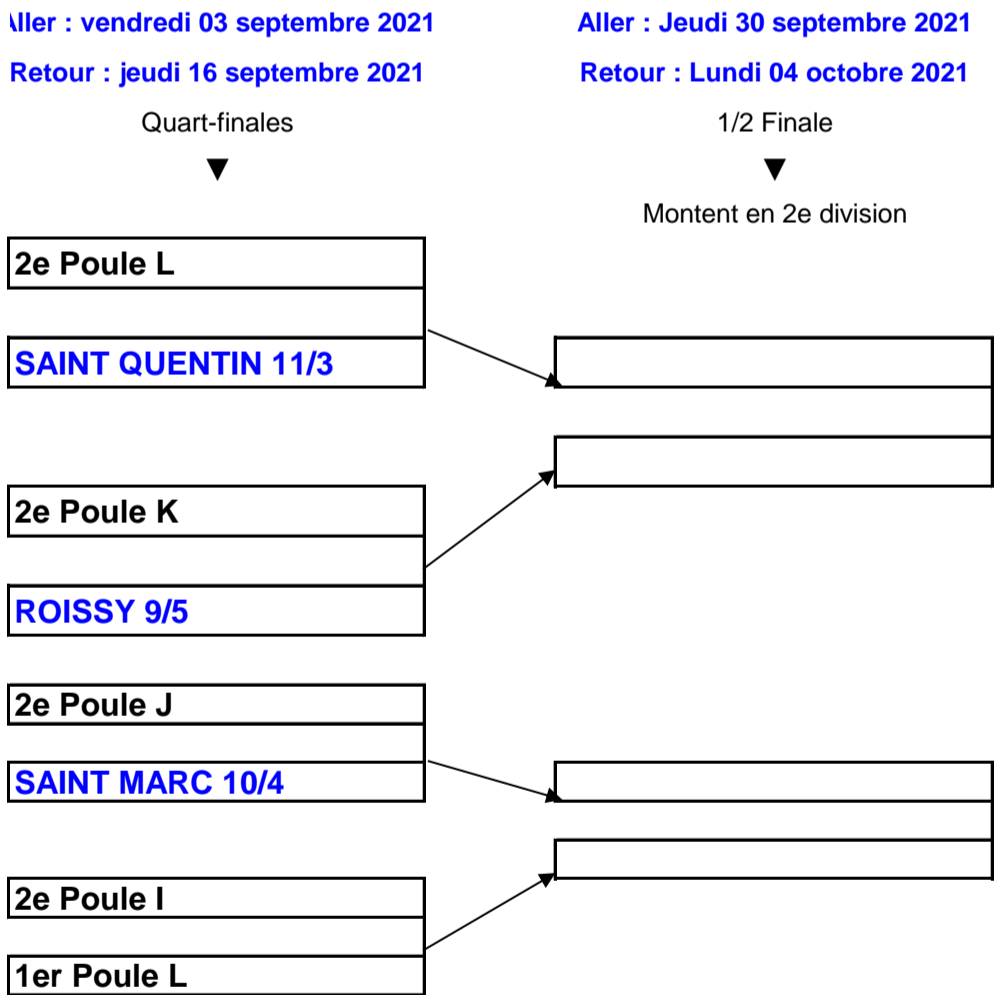 Aller : vendredi 03 septembre 2021
Retour : jeudi 16 septembre 2021
Quart-finales
Aller : Jeudi 30 septembre 2021
Retour : Lundi 04 octobre 2021
1/2 Finale
Montent en 2e division
2e Poule L
SAINT QUENTIN 11/3
2e Poule K
ROISSY 9/5
2e Poule J
SAINT MARC 10/4
2e Poule I
1er Poule L